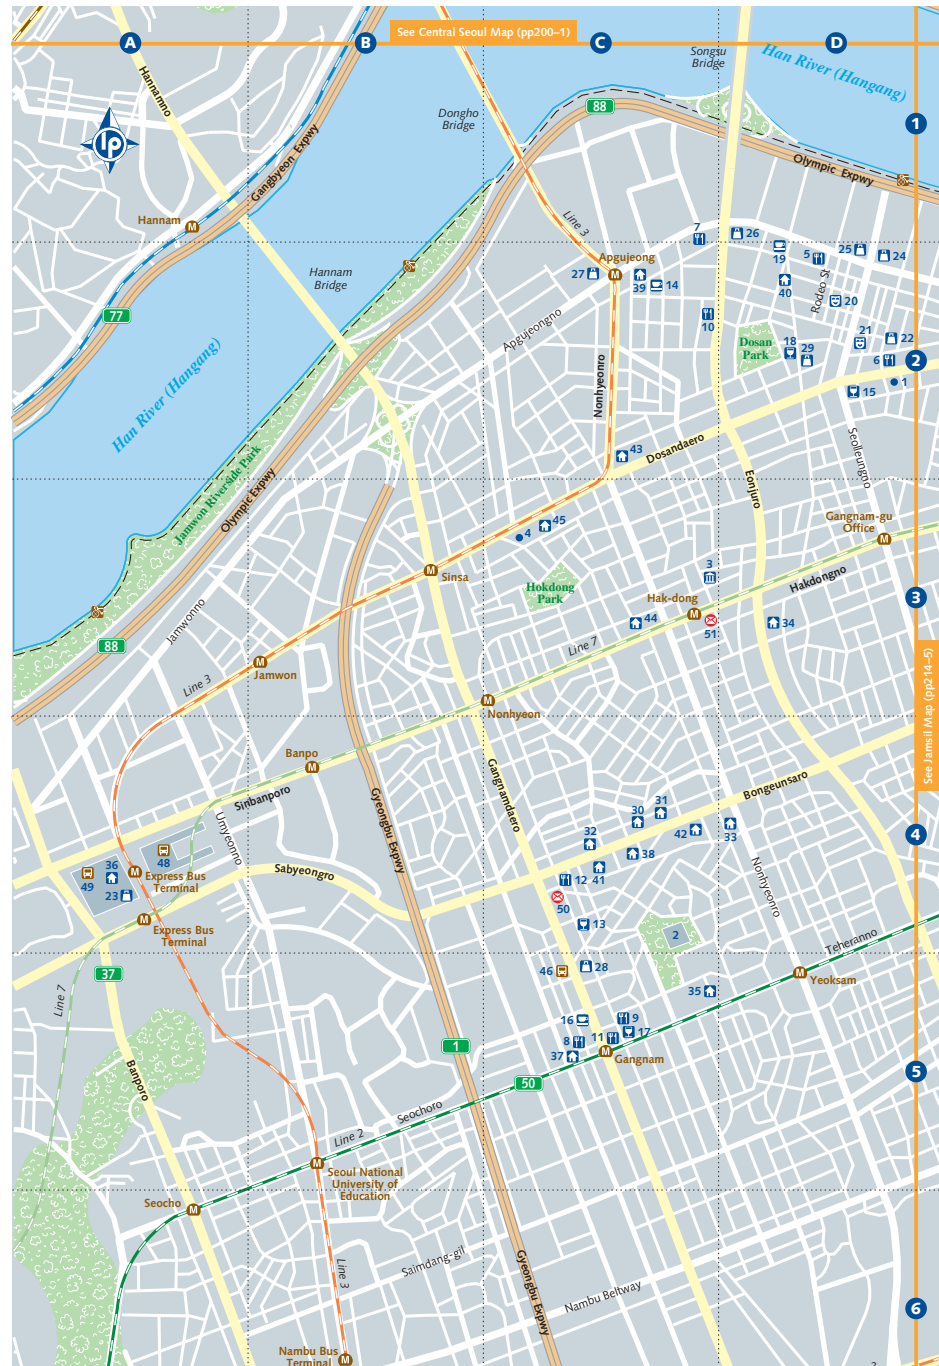 See Central Seoul Map (pp200–1)
A
B
C
D
Songsu
Bridge
Han River (Hangang)
Hannamno
lp
Dongho
Bridge
88
1
Gangbyeon Expwy
Olympic Expwy
Hannam
Line 3
7
26
Apgujeong
19
5
25
24
Hannam
Bridge
27
39
14
40
Rodeo St
20
77
10
Apgujeongno
Dosan
Park
18
29
21
22
6
2
1
15
Han River (Hangang)
Nonhyeonro
43
Dosandaero
Seolleungno
Jamwon Riverside Park
Olympic Expwy
Eonjuro
Gangnam-gu
Office
45
4
Sinsa
Hokdong
Park
3
Hakdongno
Hak-dong
44
51
34
3
Jamwonno
Line 7
88
Line 3
Jamwon
See Jamsil Map (pp214–5)
Nonhyeon
Banpo
Sinbanporo
Gyeongbu Expwy
Gangnamdaero
Bongeunsaro
Umyeonno
30
31
32
42
33
4
38
36
48
49
Express Bus
Terminal
Sabyeongro
12
41
23
Nonhyeonro
50
Express Bus
Terminal
13
2
Teheranno
37
46
28
Yeoksam
Line 7
35
16
9
8
11
17
37
Gangnam
1
5
Banporo
50
Seochoro
Line 2
Seoul National
University of
Education
Seocho
Line 3
Saimdang-gil
Gyeongbu Expwy
Nambu Beltway
6
Nambu Bus
Terminal